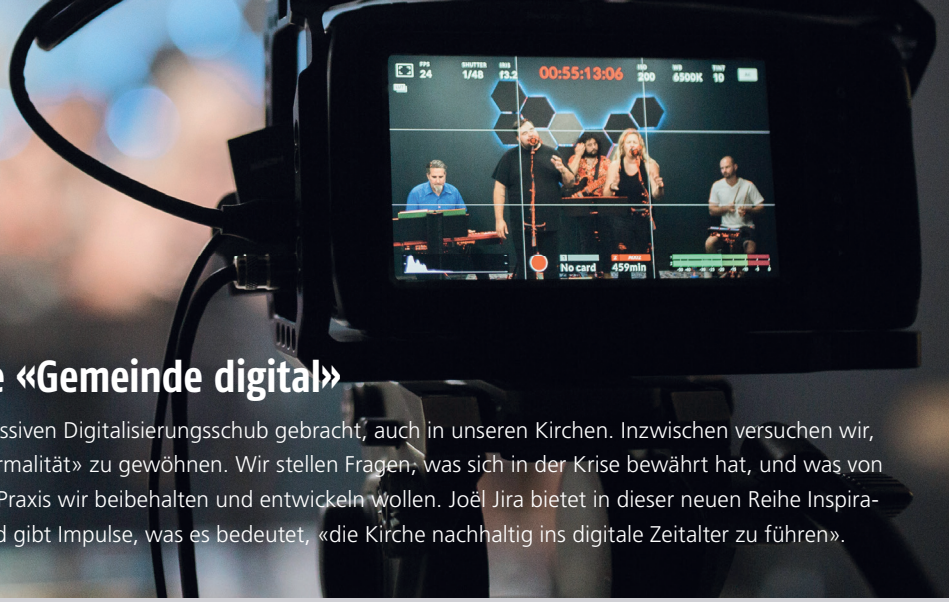 FPS SHUTTER IRIS 00:55:13:06 ISO WB TINT
24 1/48 f3.2 200 6500K 10
No card 459min
e «Gemeinde digital»
ssiven Digitalisierungsschub gebracht, auch in unseren Kirchen. Inzwischen versuchen wir,
rmalität» zu gewöhnen. Wir stellen Fragen; was sich in der Krise bewährt hat, und was von
Praxis wir beibehalten und entwickeln wollen. Joël Jira bietet in dieser neuen Reihe Inspira-
d gibt Impulse, was es bedeutet, «die Kirche nachhaltig ins digitale Zeitalter zu führen».